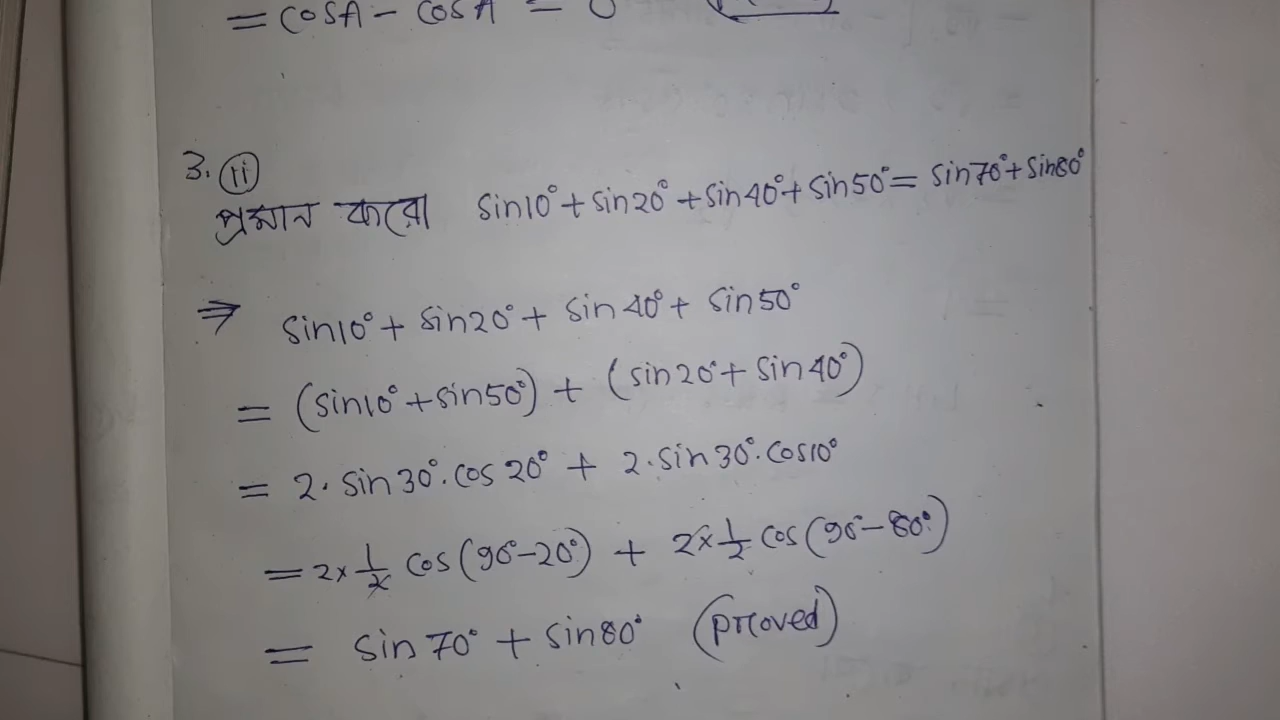 = cosA - cosA = 0
3. (ii)
প্রমান করো sin10° + sin20° + sin40° + sin50° = sin70° + sin80°
⇒ sin10° + sin20° + sin40° + sin50°
= (sin10° + sin50°) + (sin20° + sin40°)
= 2. sin30°. cos20° + 2. sin30°. cos10°
= 2 × 1/2 cos(90°-20°) + 2 × 1/2 cos(90°-80°)
= sin70° + sin80° (proved)